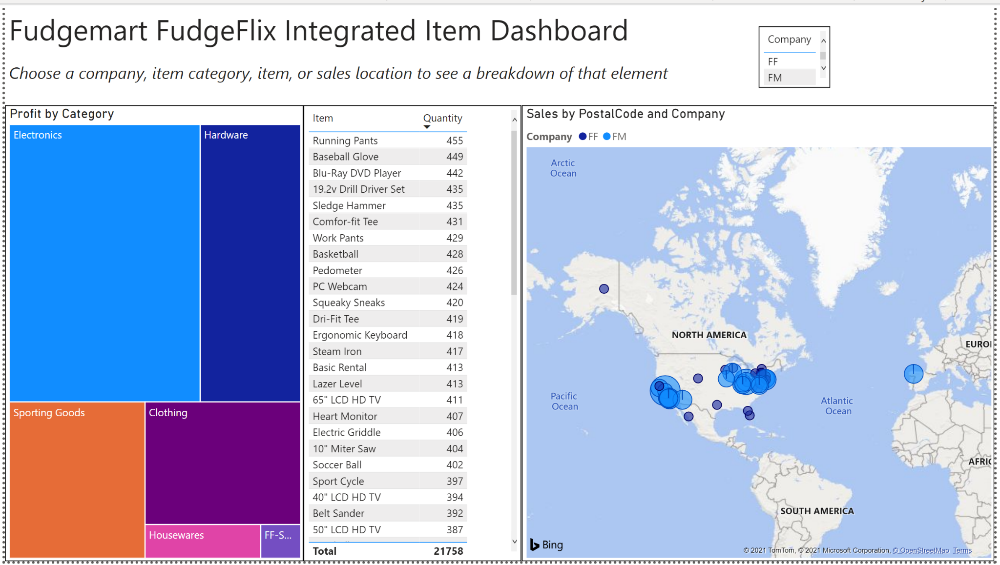 Fudgemart FudgeFlix Integrated Item Dashboard
Choose a company, item category, item, or sales location to see a breakdown of that element
Company
FF
FM
Profit by Category
Electronics
Hardware
Sporting Goods
Clothing
Housewares
FF-S...
Item Quantity
Running Pants 455
Baseball Glove 449
Blu-Ray DVD Player 442
19.2v Drill Driver Set 435
Sledge Hammer 435
Comfor-fit Tee 431
Work Pants 429
Basketball 428
Pedometer 426
PC Webcam 424
Squeaky Sneaks 420
Dri-Fit Tee 419
Ergonomic Keyboard 418
Steam Iron 417
Basic Rental 413
Lazer Level 413
65" LCD HD TV 411
Heart Monitor 407
Electric Griddle 406
10" Miter Saw 404
Soccer Ball 402
Sport Cycle 397
40" LCD HD TV 394
Belt Sander 392
50" LCD HD TV 387
Total 21758
Sales by PostalCode and Company
Company FF FM
Arctic
Ocean
NORTH AMERICA
EURO
Pacific
Ocean
Atlantic
Ocean
AFRIC
SOUTH AMERICA
Bing
© 2021 TomTom, © 2021 Microsoft Corporation, © OpenStreetMap Terms